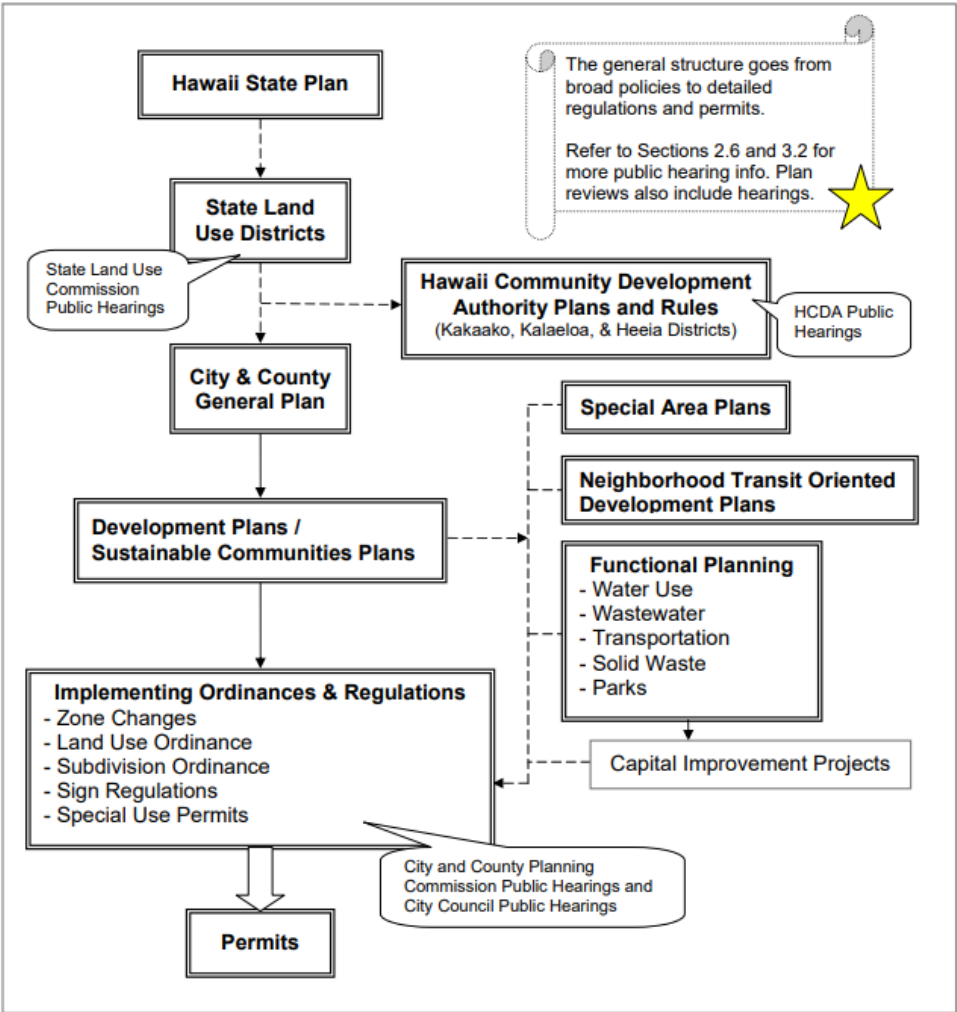 Hawaii State Plan
The general structure goes from
broad policies to detailed
regulations and permits.
Refer to Sections 2.6 and 3.2 for
more public hearing info. Plan
reviews also include hearings.
State Land
Use Districts
State Land Use
Commission
Public Hearings
Hawaii Community Development
Authority Plans and Rules
(Kakaako, Kalaeloa, & Heeia Districts)
HCDA Public
Hearings
City & County
General Plan
Special Area Plans
Neighborhood Transit Oriented
Development Plans
Development Plans /
Sustainable Communities Plans
Functional Planning
- Water Use
- Wastewater
- Transportation
- Solid Waste
- Parks
Capital Improvement Projects
Implementing Ordinances & Regulations
- Zone Changes
- Land Use Ordinance
- Subdivision Ordinance
- Sign Regulations
- Special Use Permits
City and County Planning
Commission Public Hearings and
City Council Public Hearings
Permits